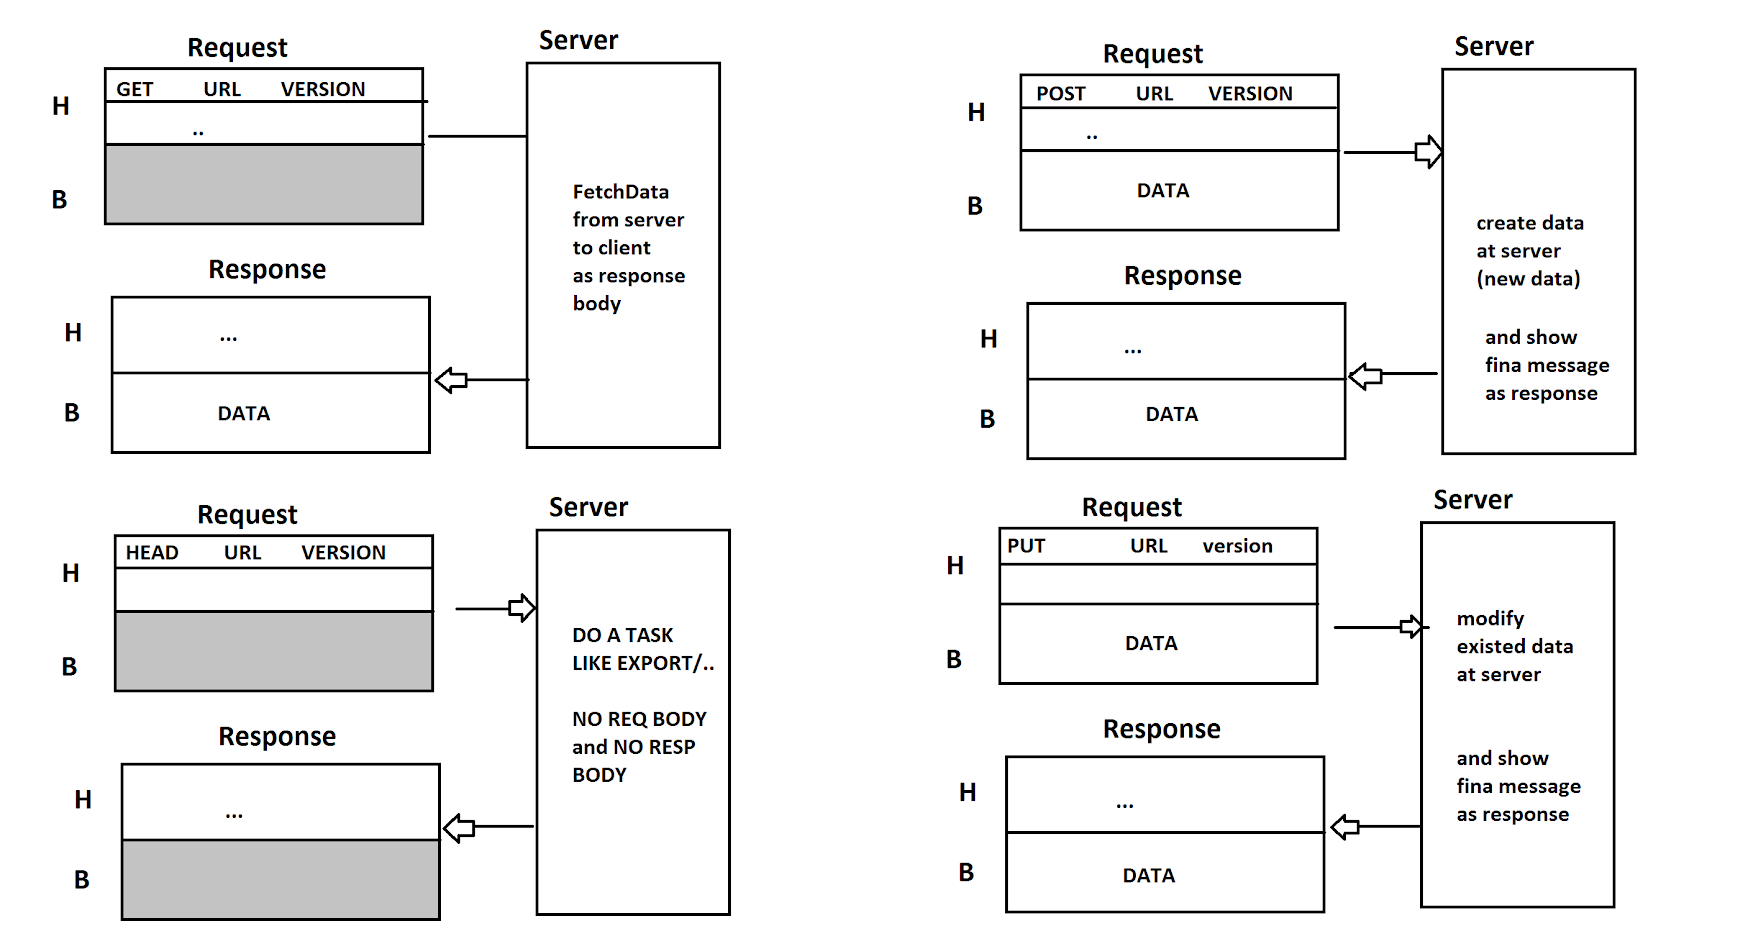 Request
Server
GET URL VERSION
H
..
B
FetchData
from server
to client
as response
body
Response
H
...
B
DATA
Request
Server
POST URL VERSION
H
..
B
DATA
create data
at server
(new data)
and show
fina message
as response
Response
H
...
B
DATA
Request
Server
HEAD URL VERSION
H
B
DO A TASK
LIKE EXPORT/..
NO REQ BODY
and NO RESP
BODY
Response
H
...
B
Request
Server
PUT URL version
H
B
DATA
modify
existed data
at server
and show
fina message
as response
Response
H
...
B
DATA